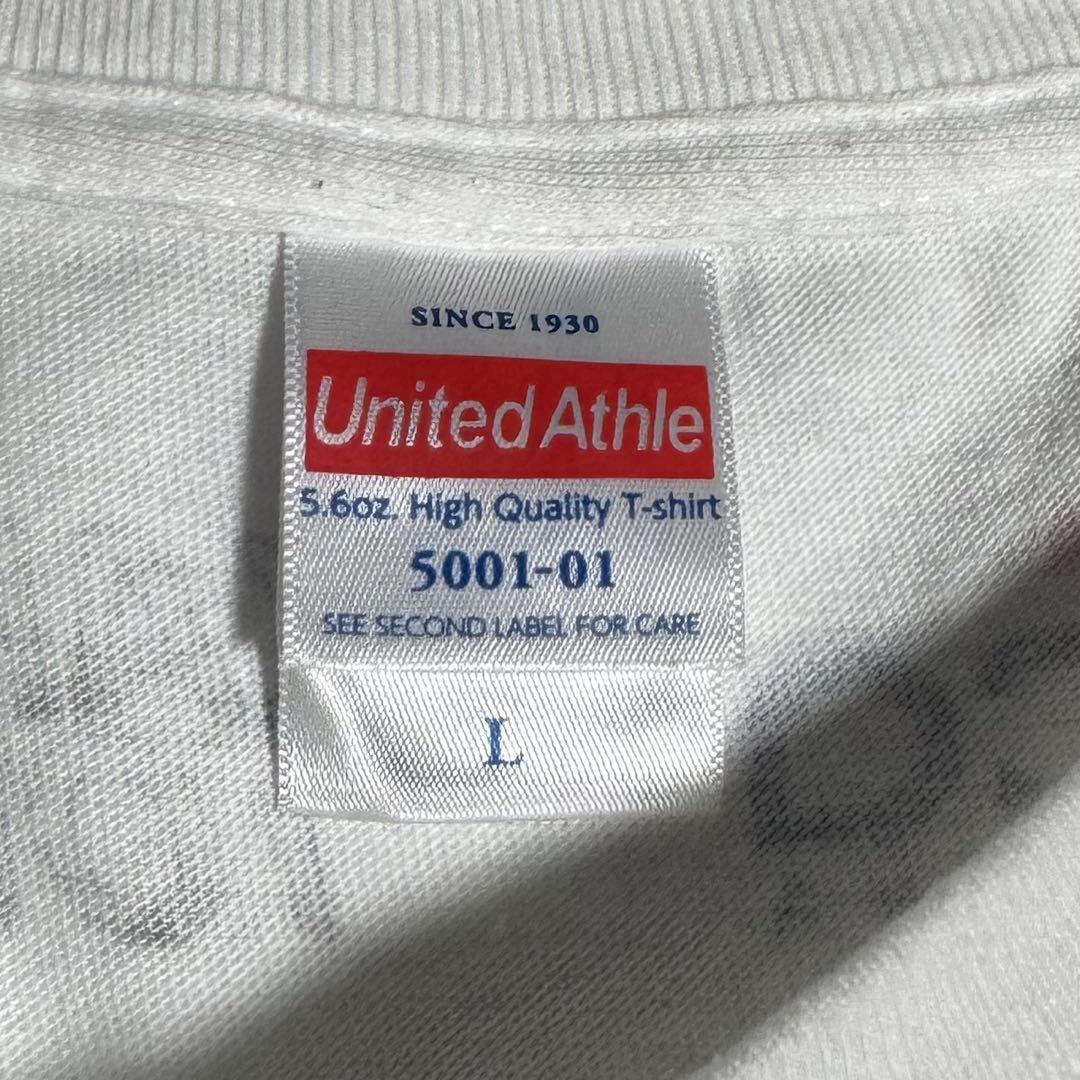 SINCE 1930
United Athle
5.6oz. High Quality T-shirt
5001-01
SEE SECOND LABEL FOR CARE
L